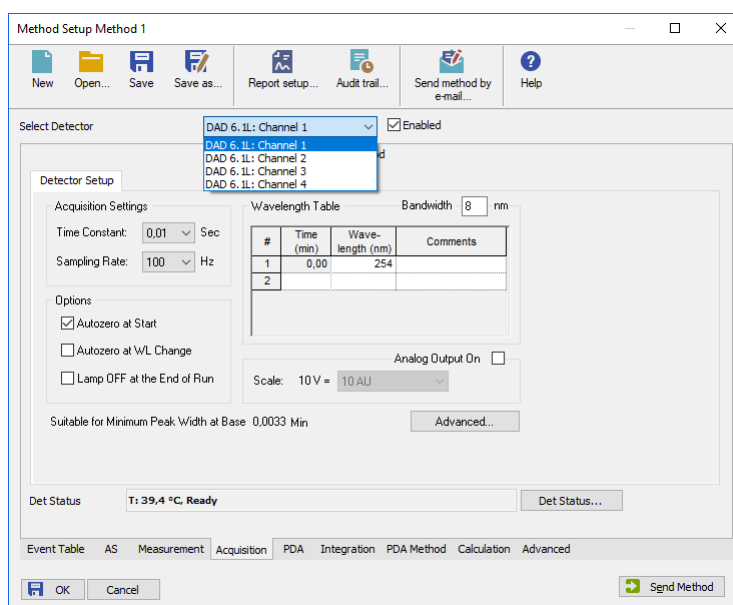 Method Setup Method 1
New Open... Save Save as... Report setup... Audit trail... Send method by e-mail... Help
Select Detector DAD 6.1L: Channel 1 Enabled
DAD 6.1L: Channel 1
DAD 6.1L: Channel 2
DAD 6.1L: Channel 3
DAD 6.1L: Channel 4
Detector Setup
Acquisition Settings
Time Constant: 0,01 Sec
Sampling Rate: 100 Hz
Options
Autozero at Start
Autozero at WL Change
Lamp OFF at the End of Run
Wavelength Table Bandwidth 8 nm
# Time (min) Wave-length (nm) Comments
1 0,00 254
2
Analog Output On
Scale: 10 V = 10 AU
Suitable for Minimum Peak Width at Base 0,0033 Min Advanced...
Det Status T: 39,4 °C, Ready Det Status...
Event Table AS Measurement Acquisition PDA Integration PDA Method Calculation Advanced
OK Cancel Send Method